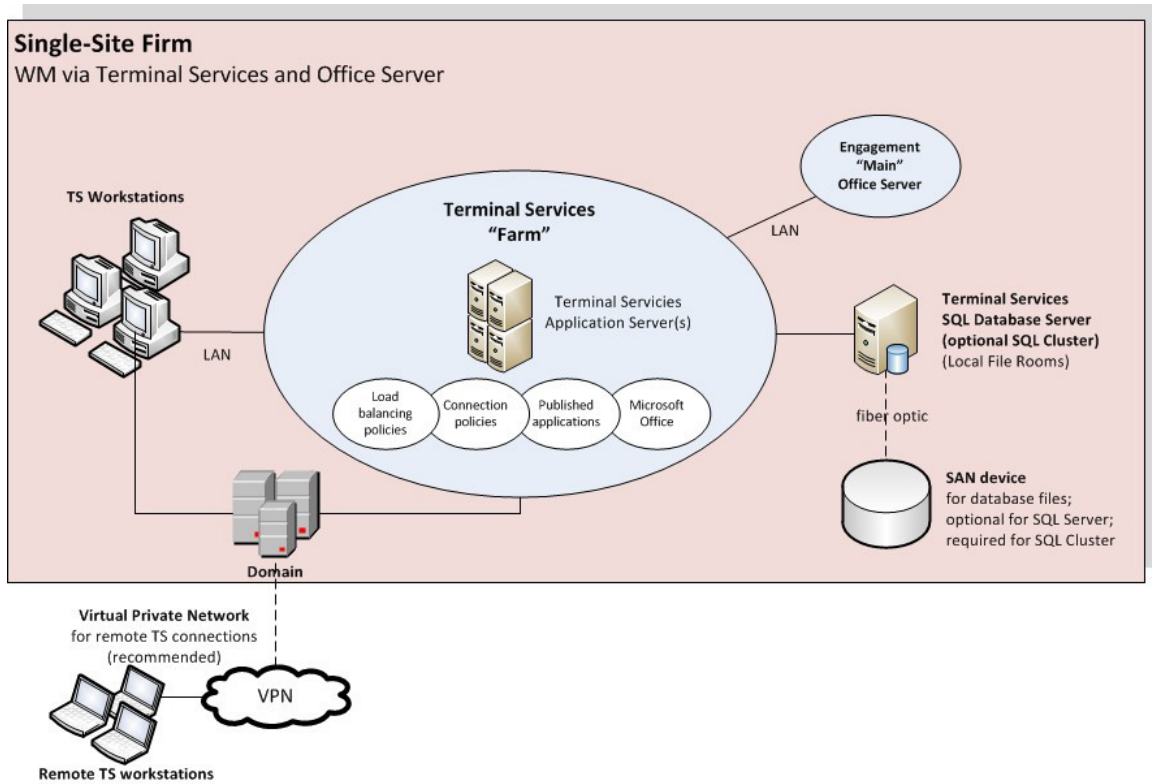 Single-Site Firm
WM via Terminal Services and Office Server
TS Workstations
LAN
Terminal Services
“Farm”
Terminal Servicies
Application Server(s)
Load
balancing
policies
Connection
policies
Published
applications
Microsoft
Office
Engagement
“Main”
Office Server
LAN
Terminal Services
SQL Database Server
(optional SQL Cluster)
(Local File Rooms)
fiber optic
SAN device
for database files;
optional for SQL Server;
required for SQL Cluster
Domain
Virtual Private Network
for remote TS connections
(recommended)
VPN
Remote TS workstations